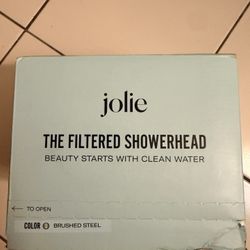 jolie
THE FILTERED SHOWERHEAD
BEAUTY STARTS WITH CLEAN WATER
← TO OPEN
COLOR S BRUSHED STEEL